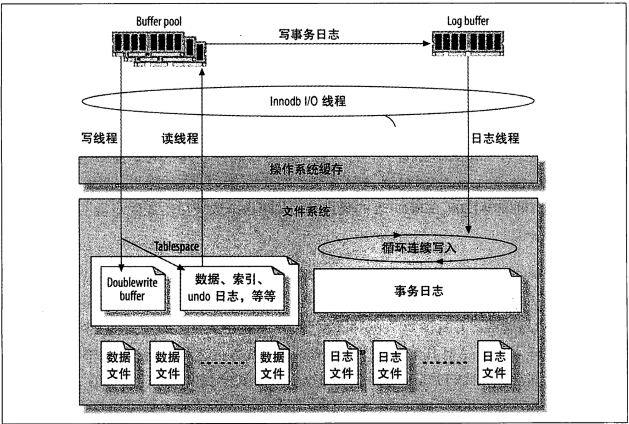 Buffer pool
Log buffer
写事务日志
Innodb I/O 线程
写线程
读线程
日志线程
操作系统缓存
文件系统
Tablespace
循环连续写入
Doublewrite
buffer
数据、索引、
undo 日志，等等
事务日志
数据
文件
数据
文件
数据
文件
日志
文件
日志
文件
日志
文件